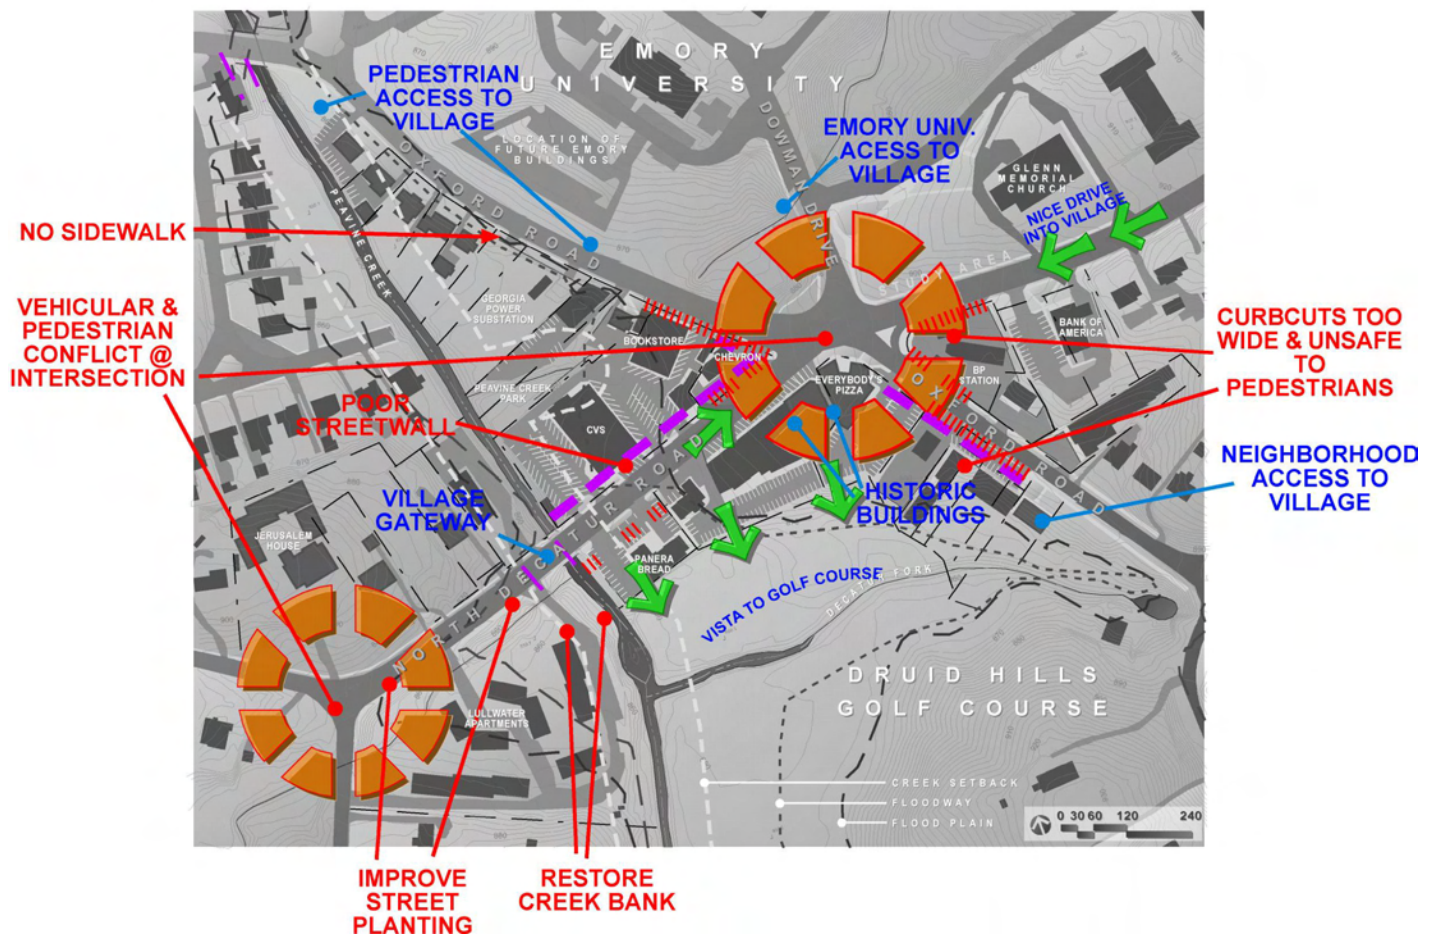 EMORY
UNIVERSITY
PEDESTRIAN
ACCESS TO
VILLAGE
LOCATION OF
FUTURE EMORY
BUILDINGS
DOWMAN DRIVE
EMORY UNIV.
ACESS TO
VILLAGE
GLENN
MEMORIAL
CHURCH
NICE DRIVE
INTO VILLAGE
OXFORD ROAD
PEAVINE CREEK
NO SIDEWALK
STUDY AREA
VEHICULAR &
PEDESTRIAN
CONFLICT @
INTERSECTION
GEORGIA
POWER
SUBSTATION
BOOKSTORE
CHEVRON
BANK OF
AMERICA
CURBCUTS TOO
WIDE & UNSAFE
TO
PEDESTRIANS
EVERYBODY'S
PIZZA
BP
STATION
PEAVINE CREEK
PARK
POOR
STREETWALL
CVS
OXFORD ROAD
NEIGHBORHOOD
ACCESS TO
VILLAGE
VILLAGE
GATEWAY
HISTORIC
BUILDINGS
JERUSALEM
HOUSE
NORTH DECATUR ROAD
PANERA
BREAD
VISTA TO GOLF COURSE
DECATUR FORK
DRUID HILLS
GOLF COURSE
LULLWATER
APARTMENTS
CREEK SETBACK
FLOODWAY
FLOOD PLAIN
0 30 60 120 240
IMPROVE
STREET
PLANTING
RESTORE
CREEK BANK